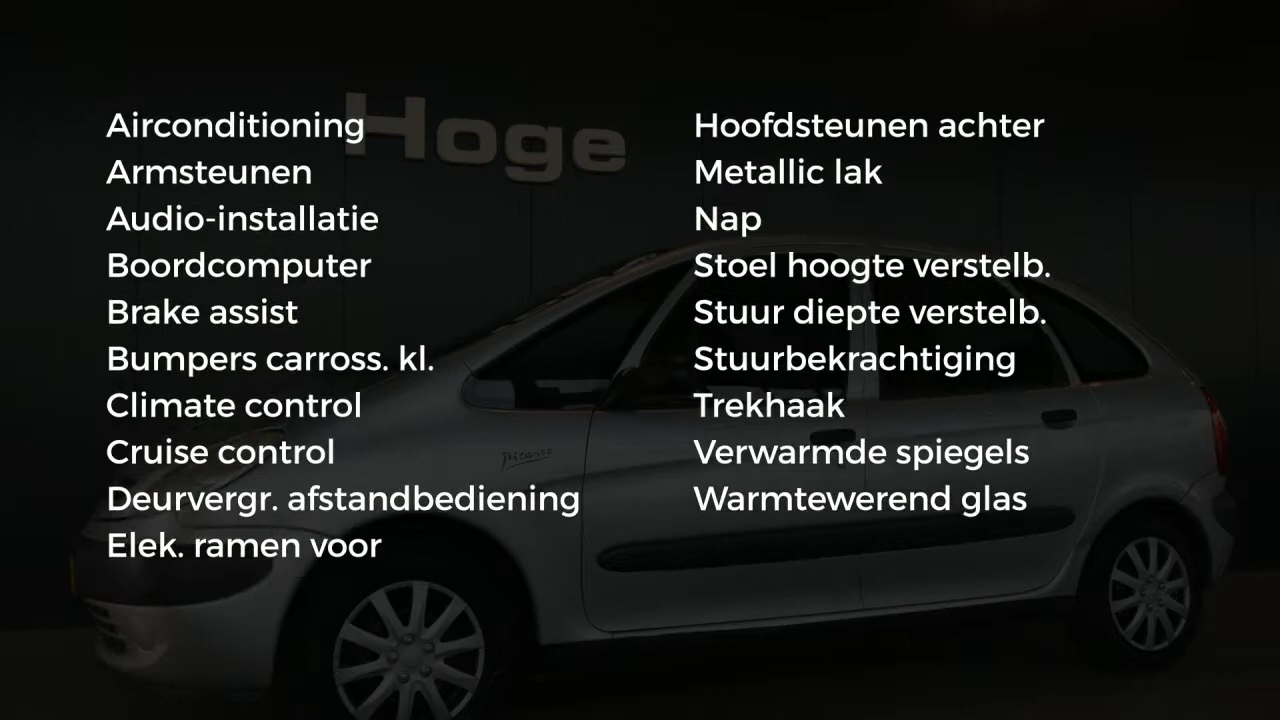 Hoge
Airconditioning
Armsteunen
Audio-installatie
Boordcomputer
Brake assist
Bumpers carross. kl.
Climate control
Cruise control
Deurvergr. afstandbediening
Elek. ramen voor
Hoofdsteunen achter
Metallic lak
Nap
Stoel hoogte verstelb.
Stuur diepte verstelb.
Stuurbekrachtiging
Trekhaak
Verwarmde spiegels
Warmtewerend glas
Picasso